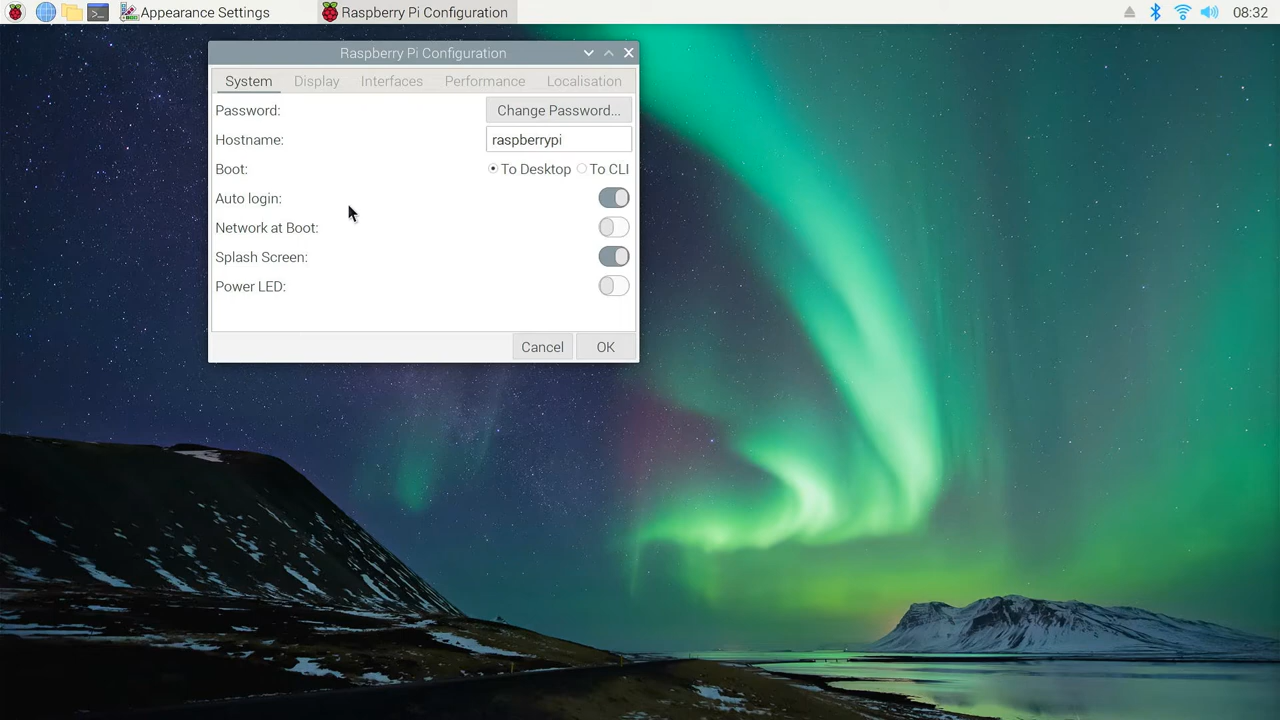 Appearance Settings
Raspberry Pi Configuration
08:32
Raspberry Pi Configuration
System
Display
Interfaces
Performance
Localisation
Password:
Change Password...
Hostname:
raspberrypi
Boot:
To Desktop
To CLI
Auto login:
Network at Boot:
Splash Screen:
Power LED:
Cancel
OK